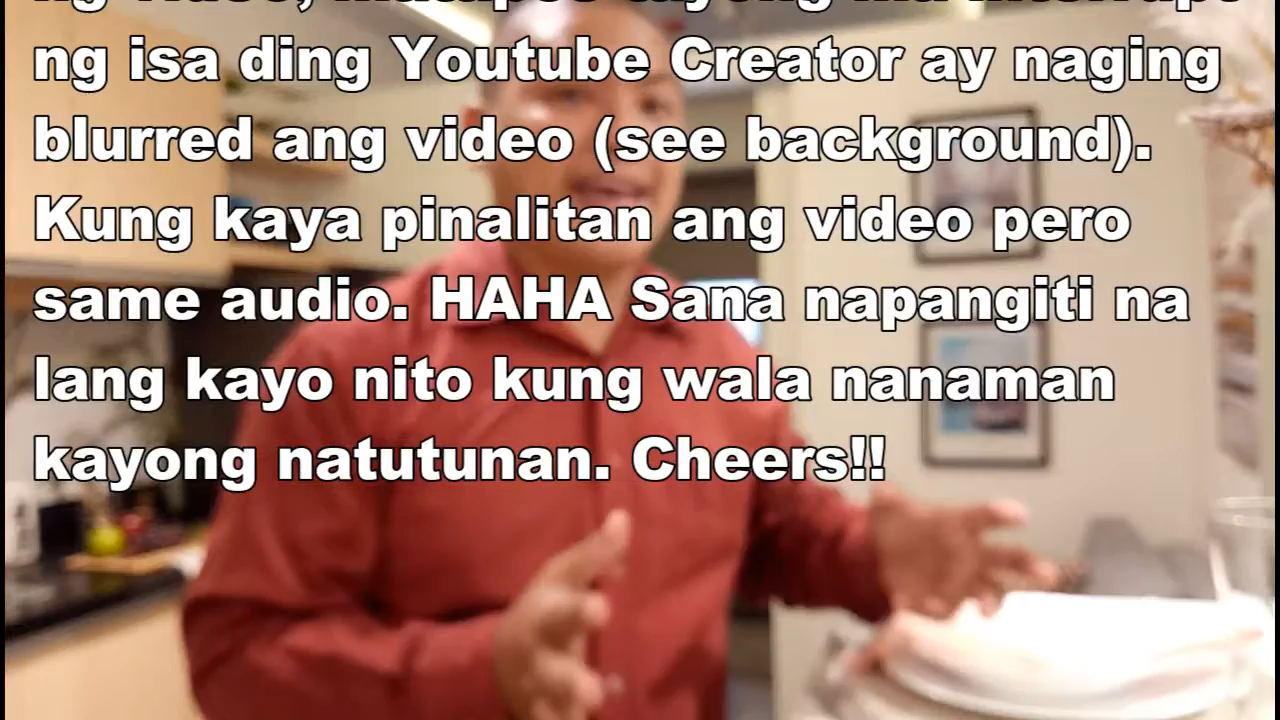 ng isa ding Youtube Creator ay naging
blurred ang video (see background).
Kung kaya pinalitan ang video pero
same audio. HAHA Sana napangiti na
lang kayo nito kung wala nanaman
kayong natutunan. Cheers!!